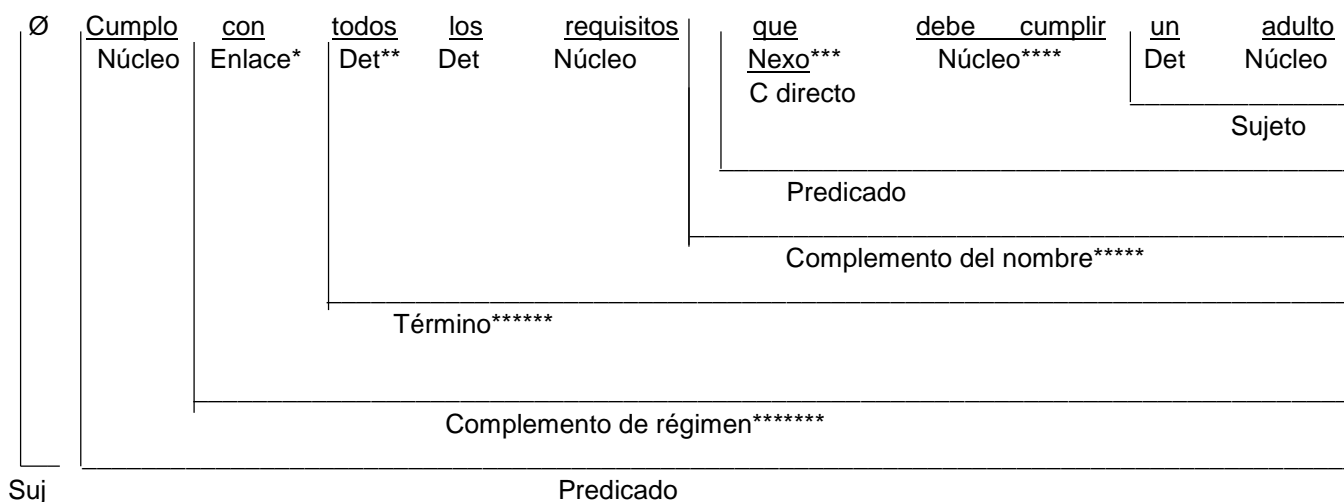 Ø Cumplo con todos los requisitos que debe cumplir un adulto
Núcleo Enlace* Det** Det Núcleo Nexo*** Núcleo**** Det Núcleo
C directo
Sujeto
Predicado
Complemento del nombre*****
Término******
Complemento de régimen*******
Suj Predicado